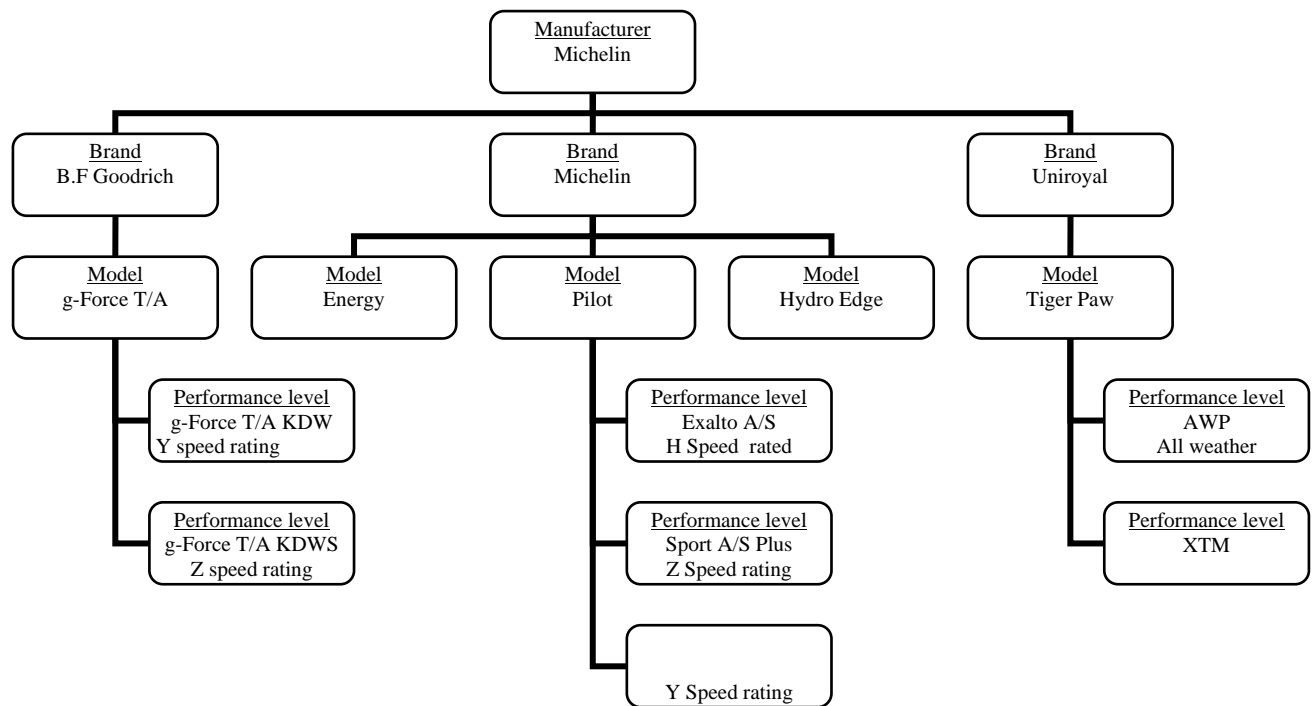 Manufacturer
Michelin
Brand
B.F Goodrich
Brand
Michelin
Brand
Uniroyal
Model
g-Force T/A
Model
Energy
Model
Pilot
Model
Hydro Edge
Model
Tiger Paw
Performance level
g-Force T/A KDW
Y speed rating
Performance level
Exalto A/S
H Speed rated
Performance level
AWP
All weather
Performance level
g-Force T/A KDWS
Z speed rating
Performance level
Sport A/S Plus
Z Speed rating
Performance level
XTM
Y Speed rating